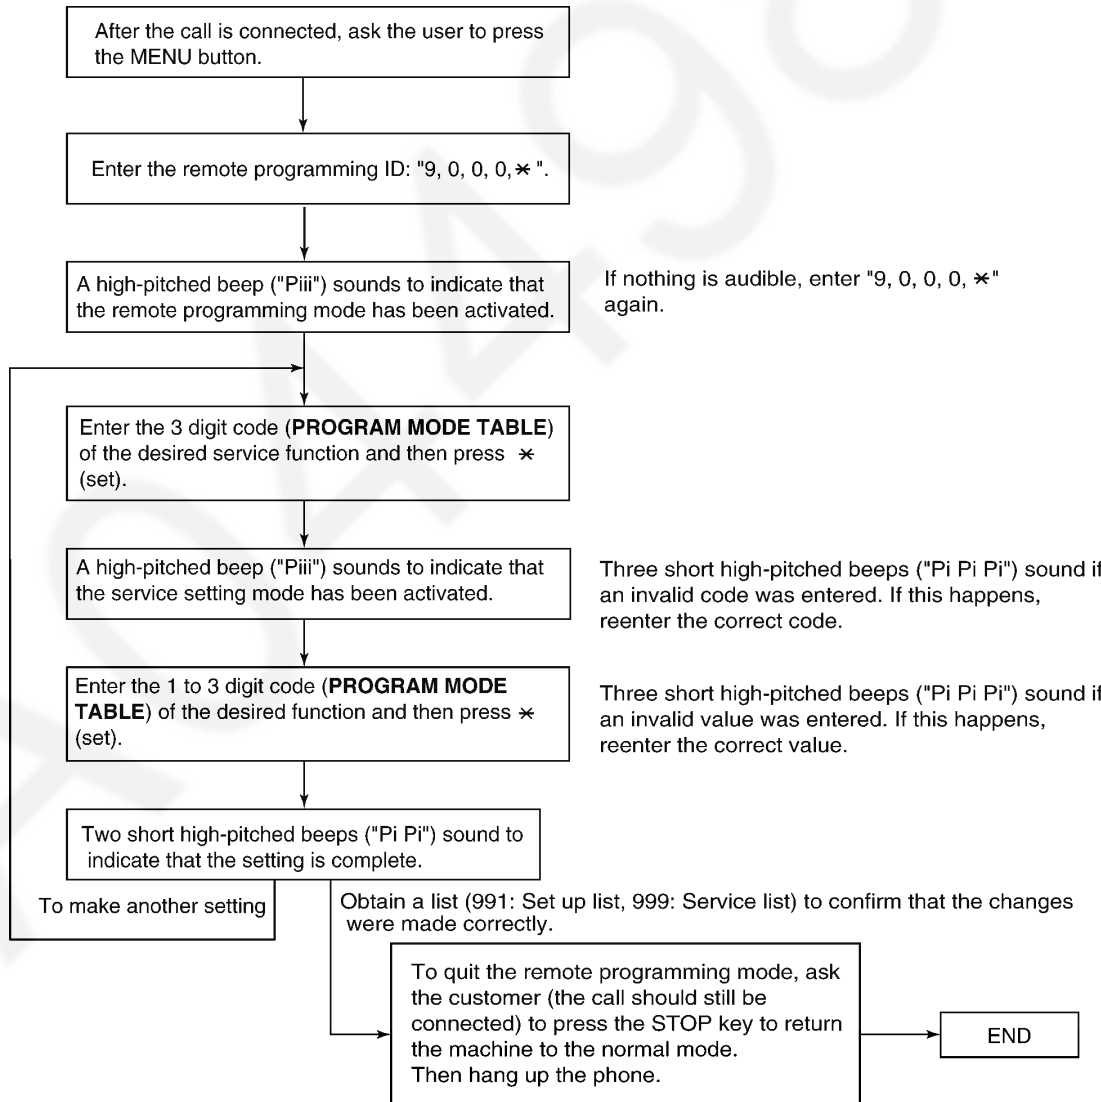 After the call is connected, ask the user to press
the MENU button.
Enter the remote programming ID: "9, 0, 0, 0, * ".
A high-pitched beep ("Piii") sounds to indicate that
the remote programming mode has been activated.
If nothing is audible, enter "9, 0, 0, 0, *"
again.
Enter the 3 digit code (PROGRAM MODE TABLE)
of the desired service function and then press *
(set).
A high-pitched beep ("Piii") sounds to indicate that
the service setting mode has been activated.
Three short high-pitched beeps ("Pi Pi Pi") sound if
an invalid code was entered. If this happens,
reenter the correct code.
Enter the 1 to 3 digit code (PROGRAM MODE
TABLE) of the desired function and then press *
(set).
Three short high-pitched beeps ("Pi Pi Pi") sound if
an invalid value was entered. If this happens,
reenter the correct value.
Two short high-pitched beeps ("Pi Pi") sound to
indicate that the setting is complete.
To make another setting
Obtain a list (991: Set up list, 999: Service list) to confirm that the changes
were made correctly.
To quit the remote programming mode, ask
the customer (the call should still be
connected) to press the STOP key to return
the machine to the normal mode.
Then hang up the phone.
END